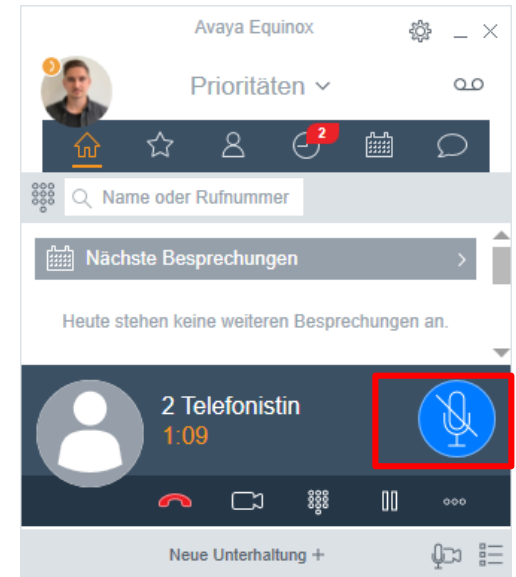 Avaya Equinox
Prioritäten
2
Name oder Rufnummer
Nächste Besprechungen
Heute stehen keine weiteren Besprechungen an.
2 Telefonistin
1:09
Neue Unterhaltung +